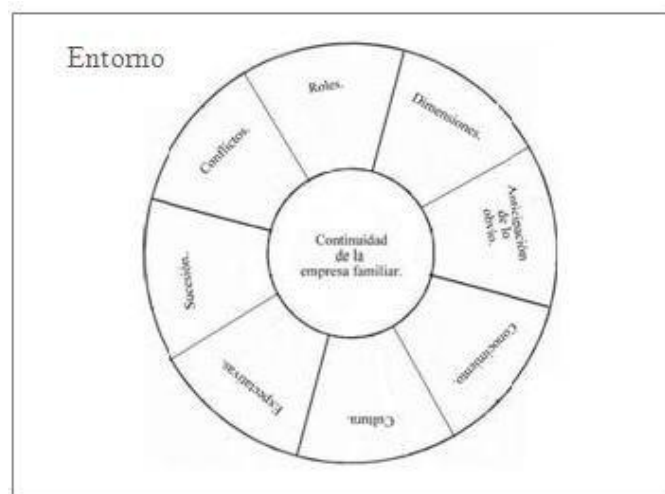 Entorno
Roles.
Dimensiones.
Anticipación
de lo
obvio.
Conocimiento.
Cultura.
Expectativas.
Sucesión.
Conflictos.
Continuidad
de la
empresa familiar.